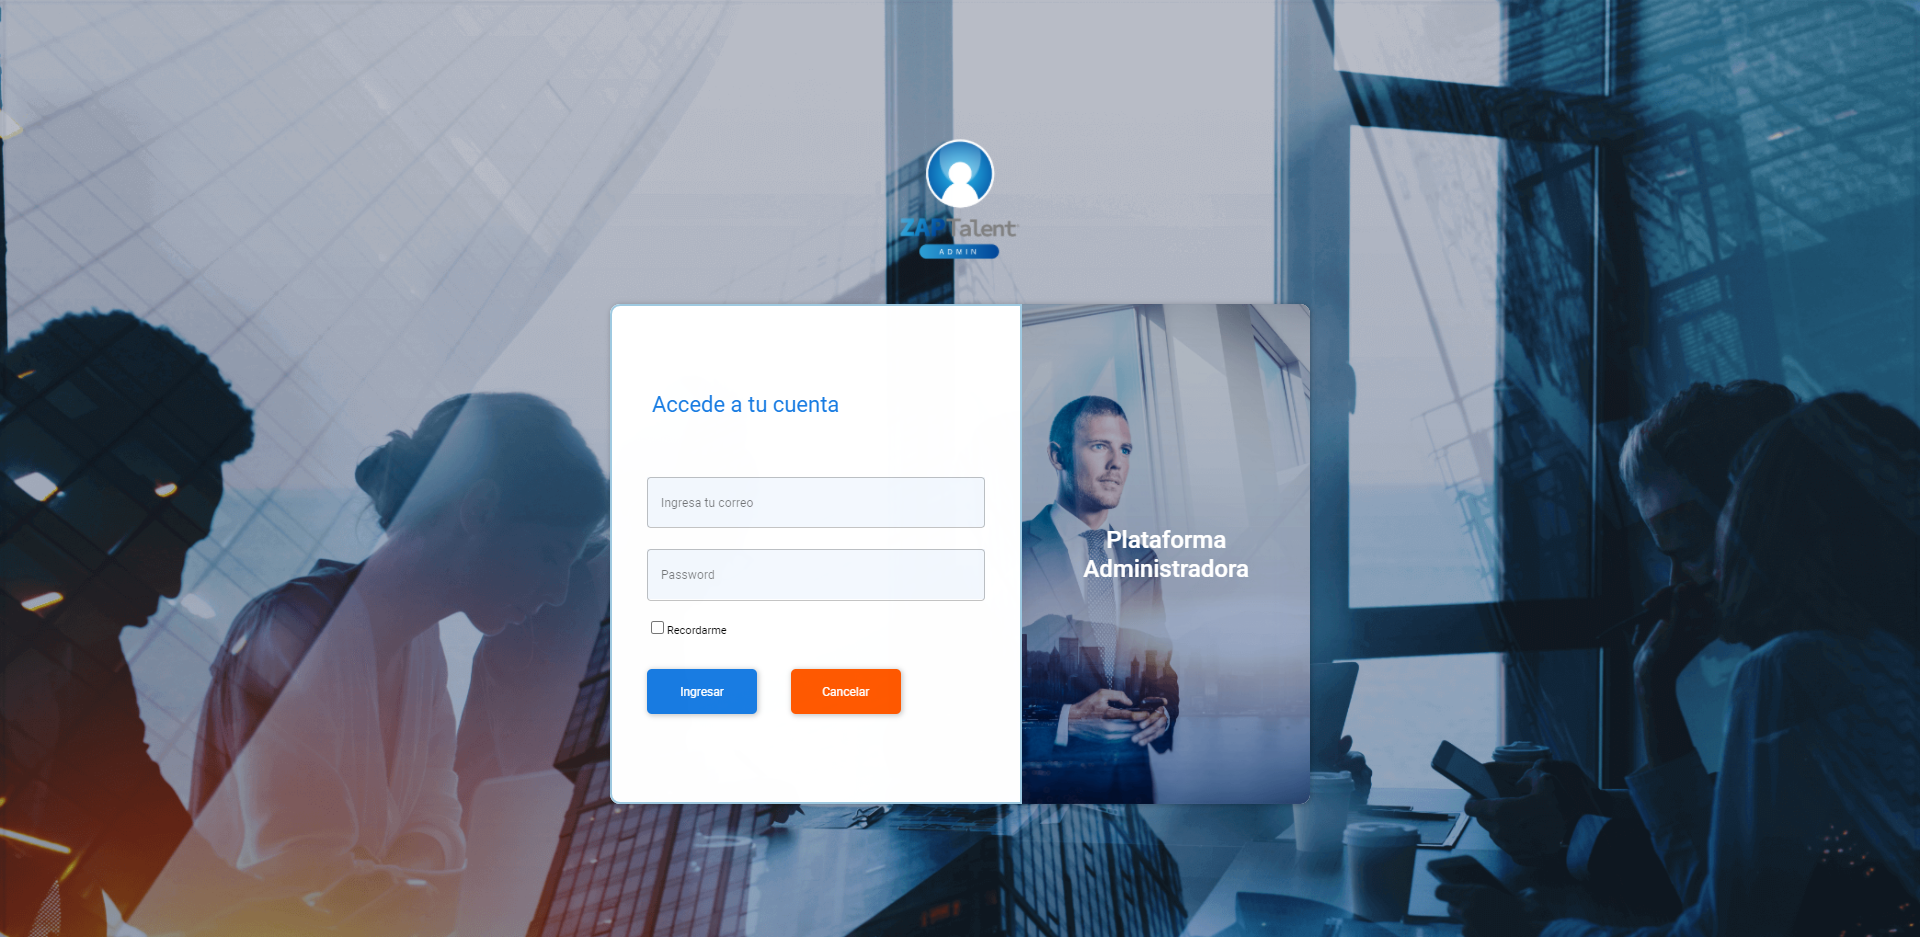 ZAPTalent
ADMIN
Accede a tu cuenta
Ingresa tu correo
Password
Recordarme
Ingresar
Cancelar
Plataforma
Administradora